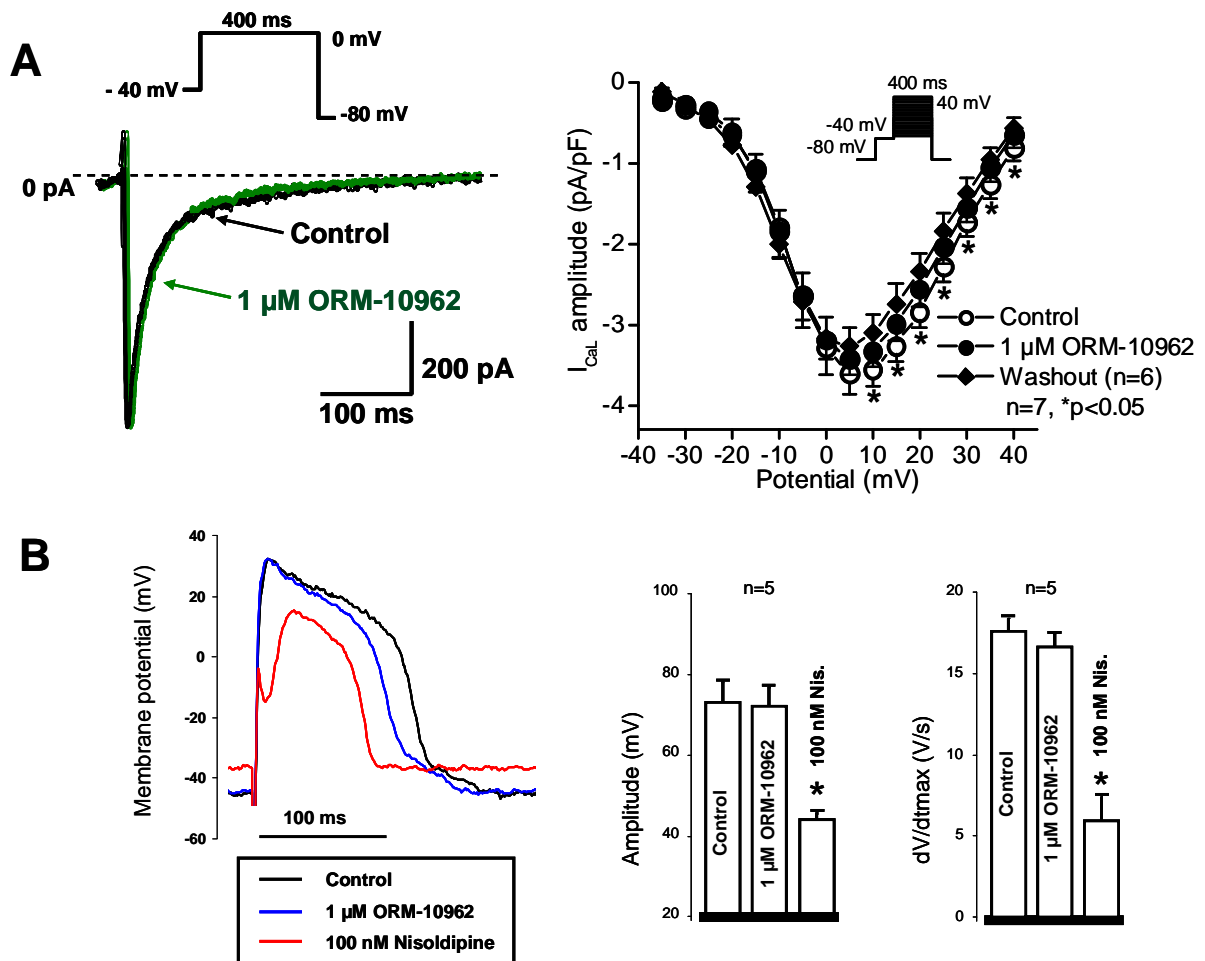 A
400 ms
0 mV
- 40 mV
-80 mV
0 pA
Control
1 µM ORM-10962
200 pA
100 ms
0
-1
-2
-3
-4
I_CaL amplitude (pA/pF)
400 ms
40 mV
-40 mV
-80 mV
* * * * * * *
Control
1 µM ORM-10962
Washout (n=6)
n=7, *p<0.05
-40 -30 -20 -10 0 10 20 30 40
Potential (mV)
B
40
20
0
-20
-40
-60
Membrane potential (mV)
100 ms
Control
1 µM ORM-10962
100 nM Nisoldipine
n=5
100
80
60
40
20
Amplitude (mV)
Control
1 µM ORM-10962
* 100 nM Nis.
n=5
20
15
10
5
0
dV/dtmax (V/s)
Control
1 µM ORM-10962
* 100 nM Nis.